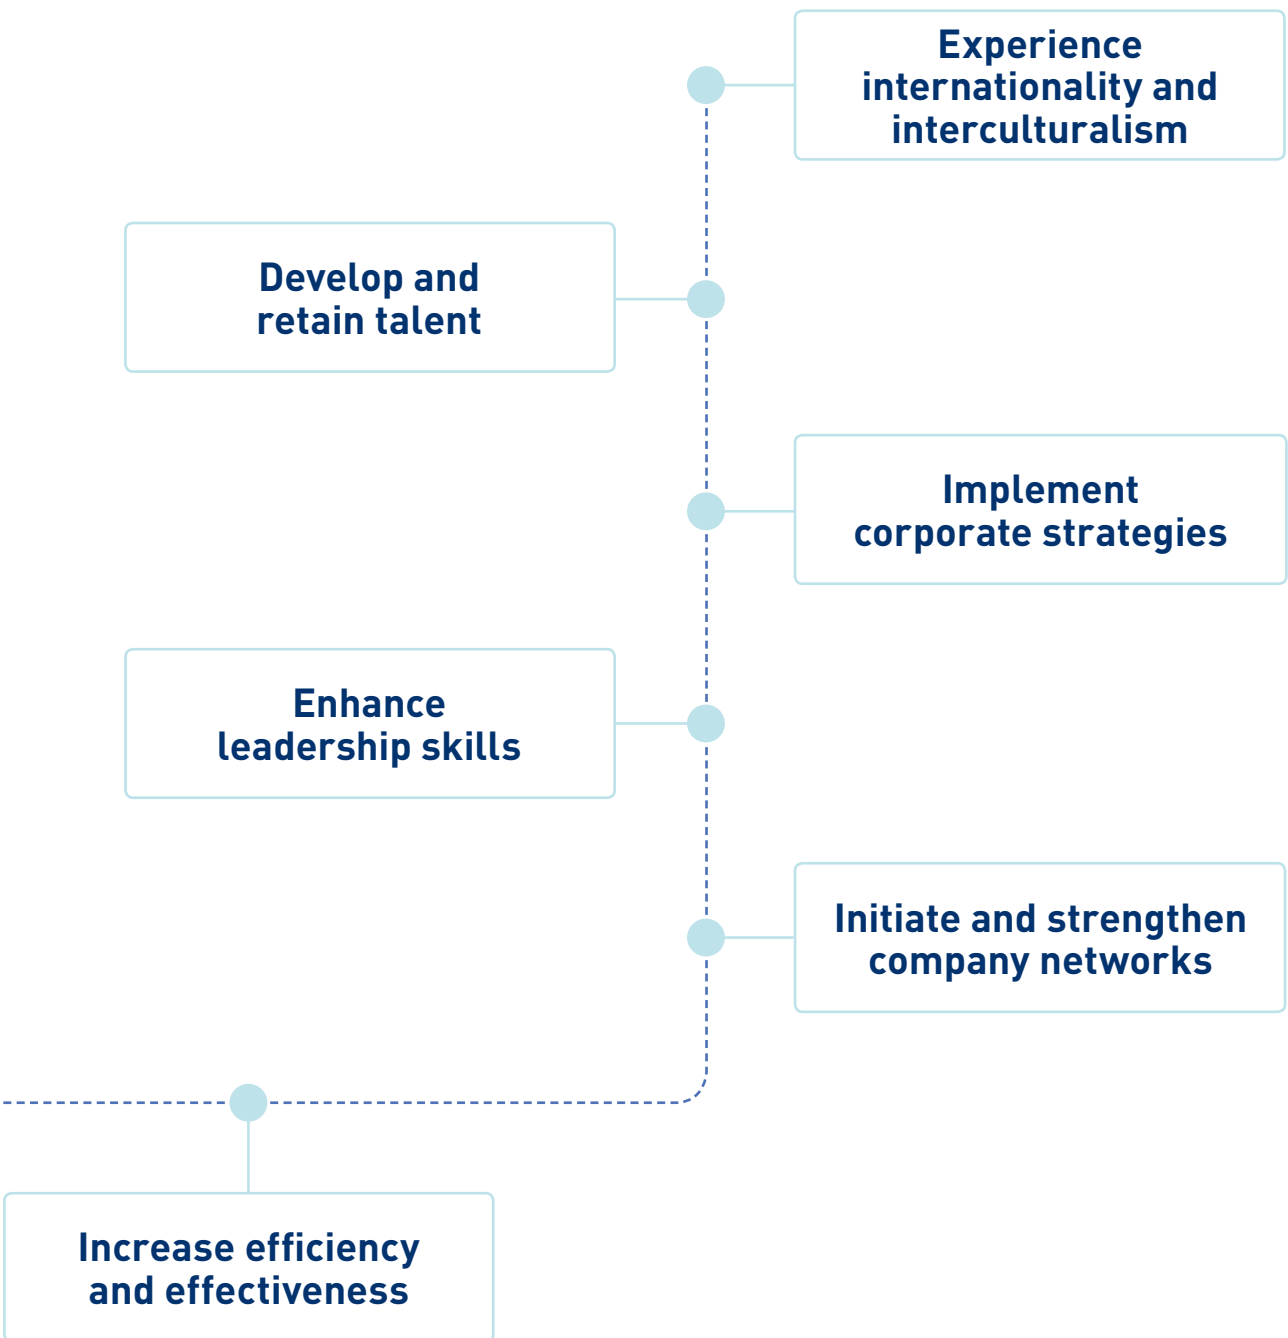 Experience
internationality and
interculturalism
Develop and
retain talent
Implement
corporate strategies
Enhance
leadership skills
Initiate and strengthen
company networks
Increase efficiency
and effectiveness